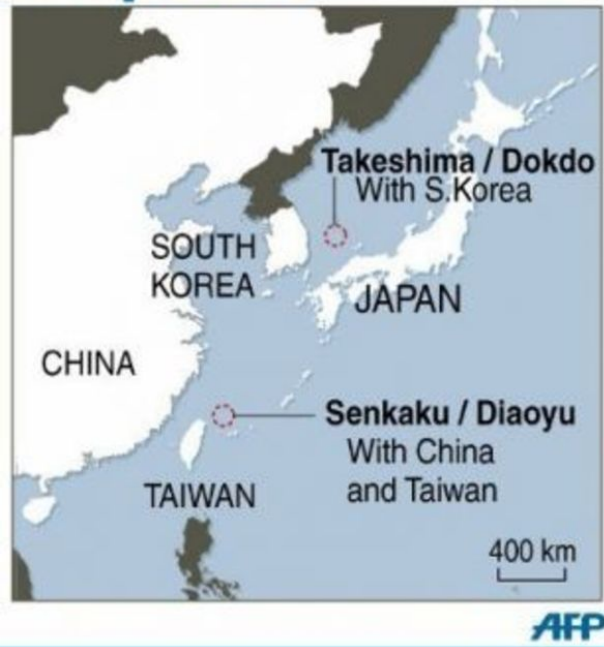 Takeshima / Dokdo
With S.Korea
SOUTH
KOREA
JAPAN
CHINA
Senkaku / Diaoyu
With China
and Taiwan
TAIWAN
400 km
AFP